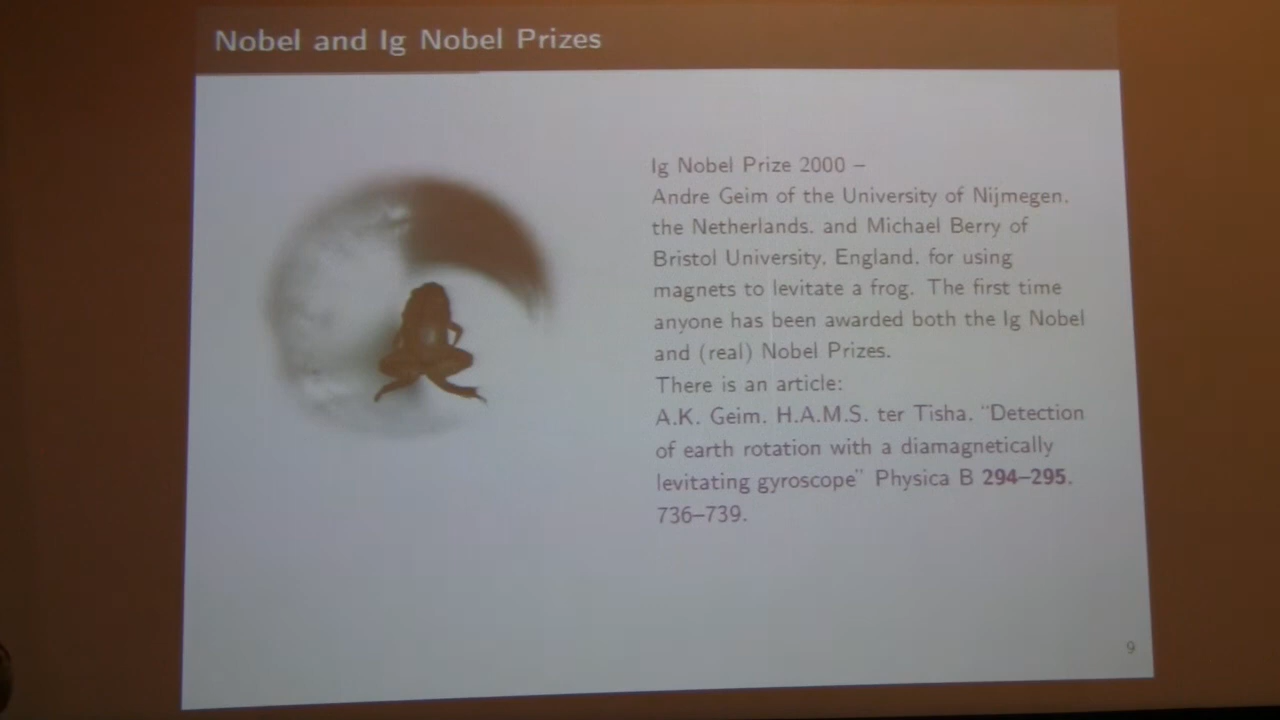 Nobel and Ig Nobel Prizes
Ig Nobel Prize 2000 –
Andre Geim of the University of Nijmegen,
the Netherlands, and Michael Berry of
Bristol University, England, for using
magnets to levitate a frog. The first time
anyone has been awarded both the Ig Nobel
and (real) Nobel Prizes.
There is an article:
A.K. Geim, H.A.M.S. ter Tisha, “Detection
of earth rotation with a diamagnetically
levitating gyroscope” Physica B 294–295,
736–739.
9